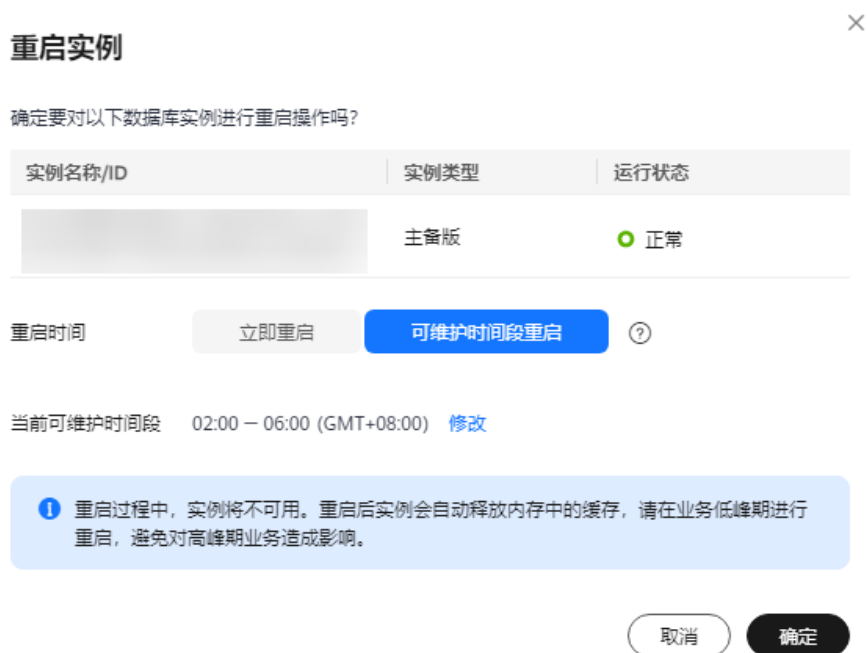 重启实例
确定要对以下数据库实例进行重启操作吗?
实例名称/ID 实例类型 运行状态
主备版 正常
重启时间 立即重启 可维护时间段重启 ?
当前可维护时间段 02:00 — 06:00 (GMT+08:00) 修改
重启过程中，实例将不可用。重启后实例会自动释放内存中的缓存，请在业务低峰期进行
重启，避免对高峰期业务造成影响。
取消 确定